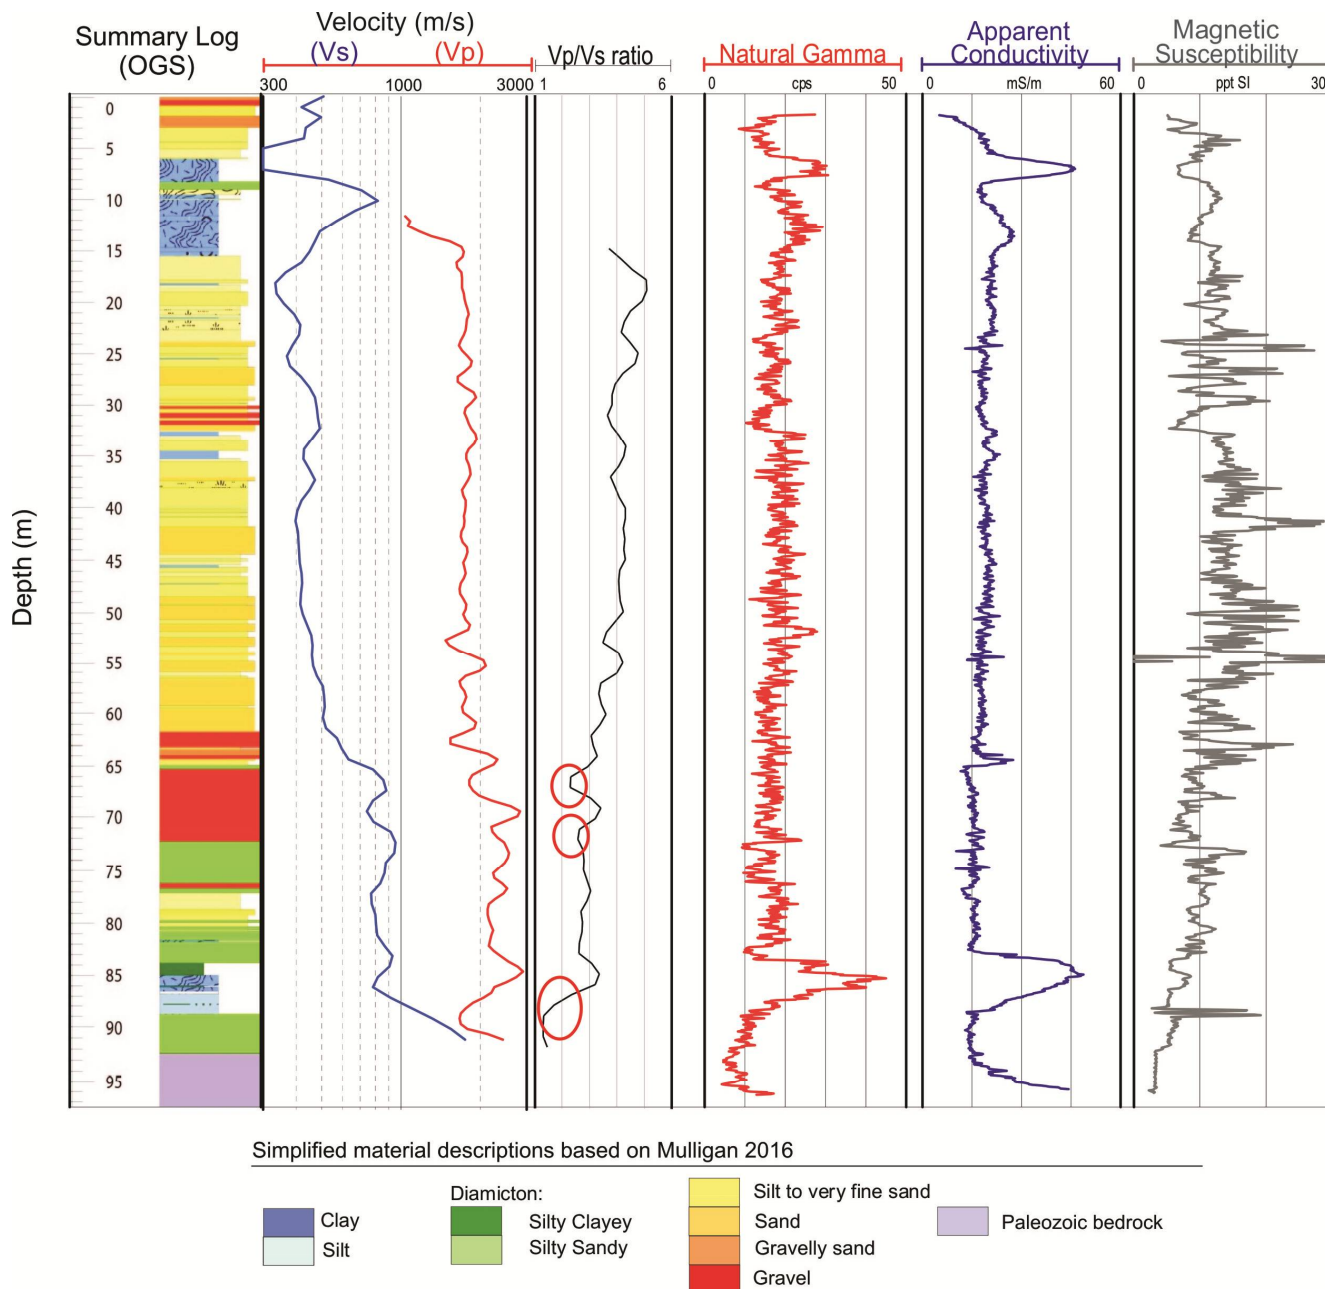 Summary Log
(OGS)
Velocity (m/s)
(Vs)
(Vp)
Vp/Vs ratio
Natural Gamma
Apparent
Conductivity
Magnetic
Susceptibility
300
1000
3000
1
6
0
cps
50
0
mS/m
60
0
ppt SI
30
Depth (m)
0
5
10
15
20
25
30
35
40
45
50
55
60
65
70
75
80
85
90
95
Simplified material descriptions based on Mulligan 2016
Clay
Silt
Diamicton:
Silty Clayey
Silty Sandy
Silt to very fine sand
Sand
Gravelly sand
Gravel
Paleozoic bedrock